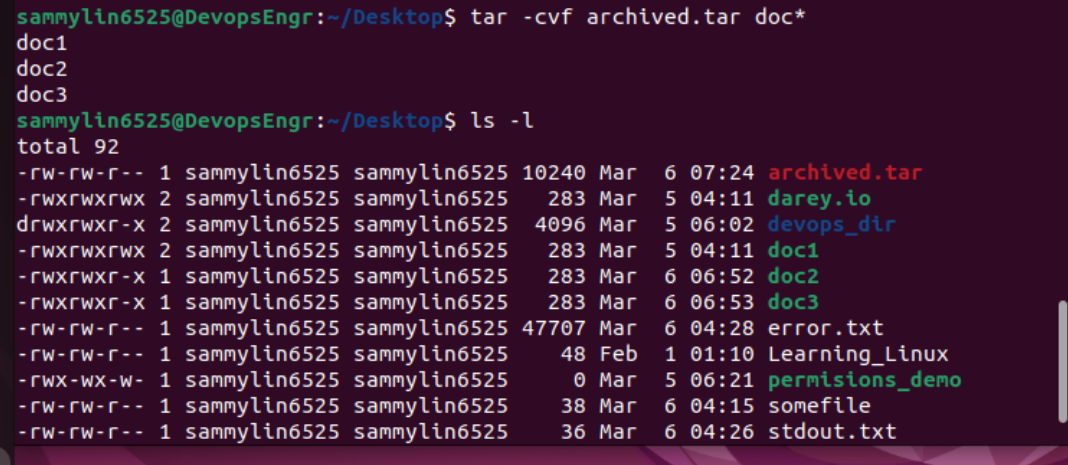 sammylin6525@DevopsEngr:~/Desktop$ tar -cvf archived.tar doc*
doc1
doc2
doc3
sammylin6525@DevopsEngr:~/Desktop$ ls -l
total 92
-rw-rw-r-- 1 sammylin6525 sammylin6525 10240 Mar  6 07:24 archived.tar
-rwxrwxrwx 2 sammylin6525 sammylin6525   283 Mar  5 04:11 darey.io
drwxrwxr-x 2 sammylin6525 sammylin6525  4096 Mar  5 06:02 devops_dir
-rwxrwxrwx 2 sammylin6525 sammylin6525   283 Mar  5 04:11 doc1
-rwxrwxr-x 1 sammylin6525 sammylin6525   283 Mar  6 06:52 doc2
-rwxrwxr-x 1 sammylin6525 sammylin6525   283 Mar  6 06:53 doc3
-rw-rw-r-- 1 sammylin6525 sammylin6525 47707 Mar  6 04:28 error.txt
-rw-rw-r-- 1 sammylin6525 sammylin6525    48 Feb  1 01:10 Learning_Linux
-rwx-wx-w- 1 sammylin6525 sammylin6525     0 Mar  5 06:21 permisions_demo
-rw-rw-r-- 1 sammylin6525 sammylin6525    38 Mar  6 04:15 somefile
-rw-rw-r-- 1 sammylin6525 sammylin6525    36 Mar  6 04:26 stdout.txt